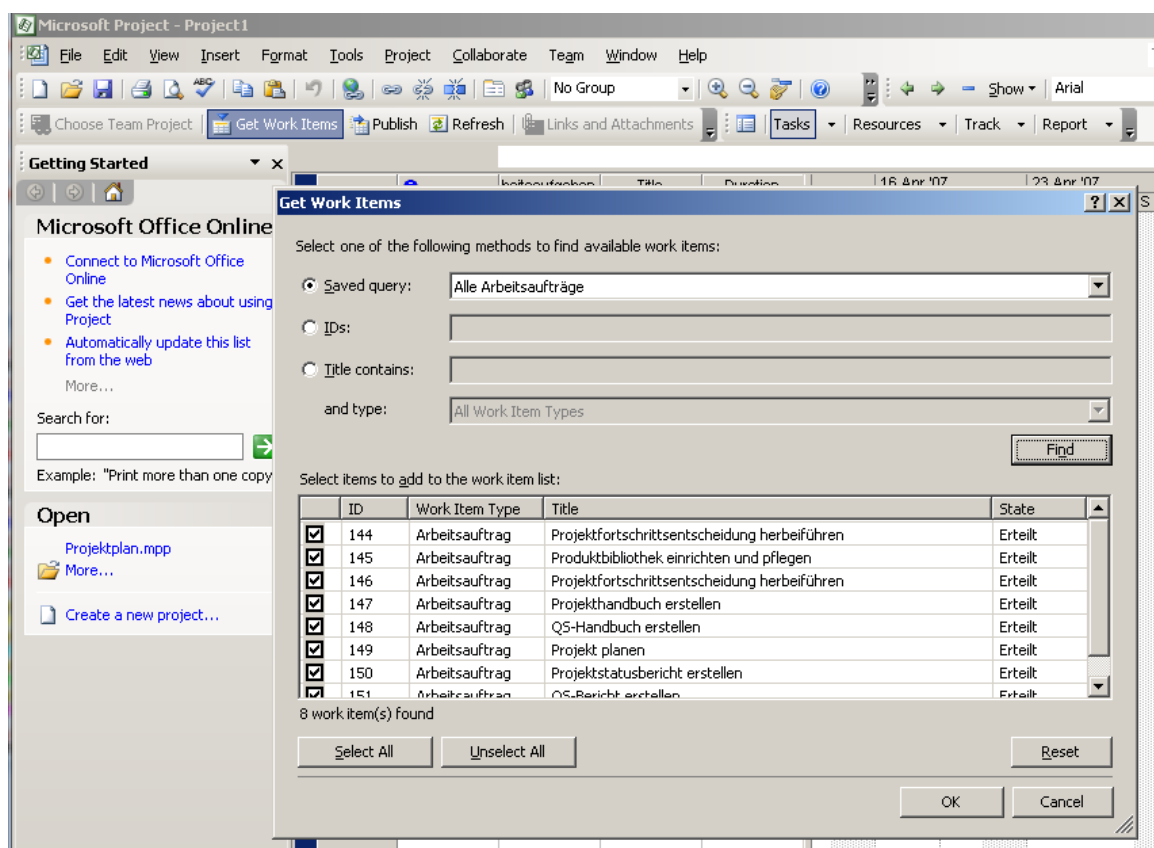 Microsoft Project - Project1
File Edit View Insert Format Tools Project Collaborate Team Window Help
No Group Show Arial
Choose Team Project Get Work Items Publish Refresh Links and Attachments Tasks Resources Track Report
Getting Started
Title Duration 16 Apr '07 23 Apr '07
S
Microsoft Office Online
Connect to Microsoft Office
Online
Get the latest news about using
Project
Automatically update this list
from the web
More...
Search for:
Example: "Print more than one copy
Open
Projektplan.mpp
More...
Create a new project...
Get Work Items
Select one of the following methods to find available work items:
Saved query: Alle Arbeitsaufträge
IDs:
Title contains:
and type: All Work Item Types
Find
Select items to add to the work item list:
ID Work Item Type Title State
144 Arbeitsauftrag Projektfortschrittsentscheidung herbeiführen Erteilt
145 Arbeitsauftrag Produktbibliothek einrichten und pflegen Erteilt
146 Arbeitsauftrag Projektfortschrittsentscheidung herbeiführen Erteilt
147 Arbeitsauftrag Projekthandbuch erstellen Erteilt
148 Arbeitsauftrag QS-Handbuch erstellen Erteilt
149 Arbeitsauftrag Projekt planen Erteilt
150 Arbeitsauftrag Projektstatusbericht erstellen Erteilt
151 Arbeitsauftrag QS-Bericht erstellen Erteilt
8 work item(s) found
Select All Unselect All Reset
OK Cancel